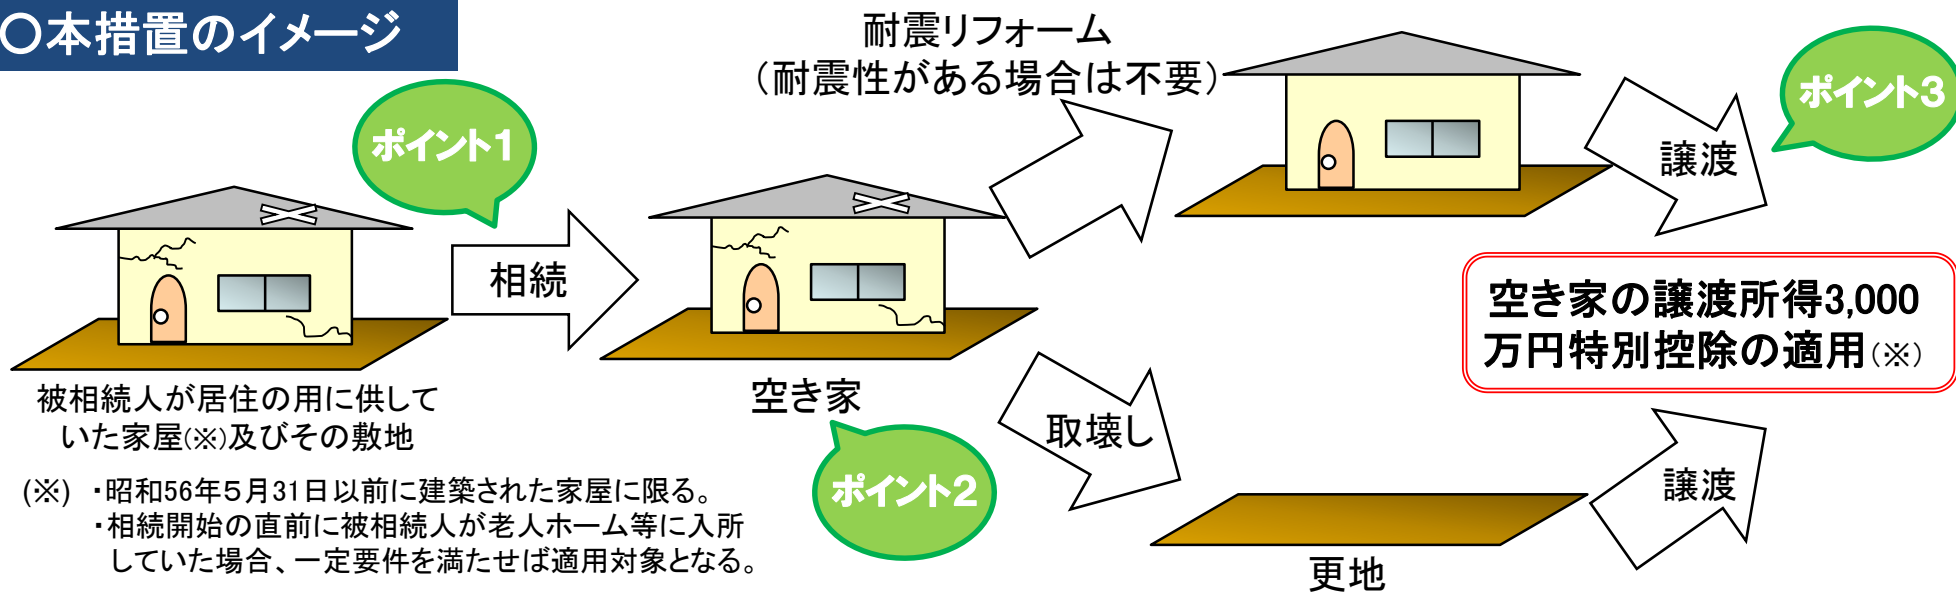 〇本措置のイメージ
耐震リフォーム
（耐震性がある場合は不要）
ポイント1
ポイント3
譲渡
相続
空き家の譲渡所得3,000
万円特別控除の適用(※)
被相続人が居住の用に供して
いた家屋(※)及びその敷地
空き家
取壊し
ポイント2
(※) ・昭和56年5月31日以前に建築された家屋に限る。
・相続開始の直前に被相続人が老人ホーム等に入所
していた場合、一定要件を満たせば適用対象となる。
譲渡
更地